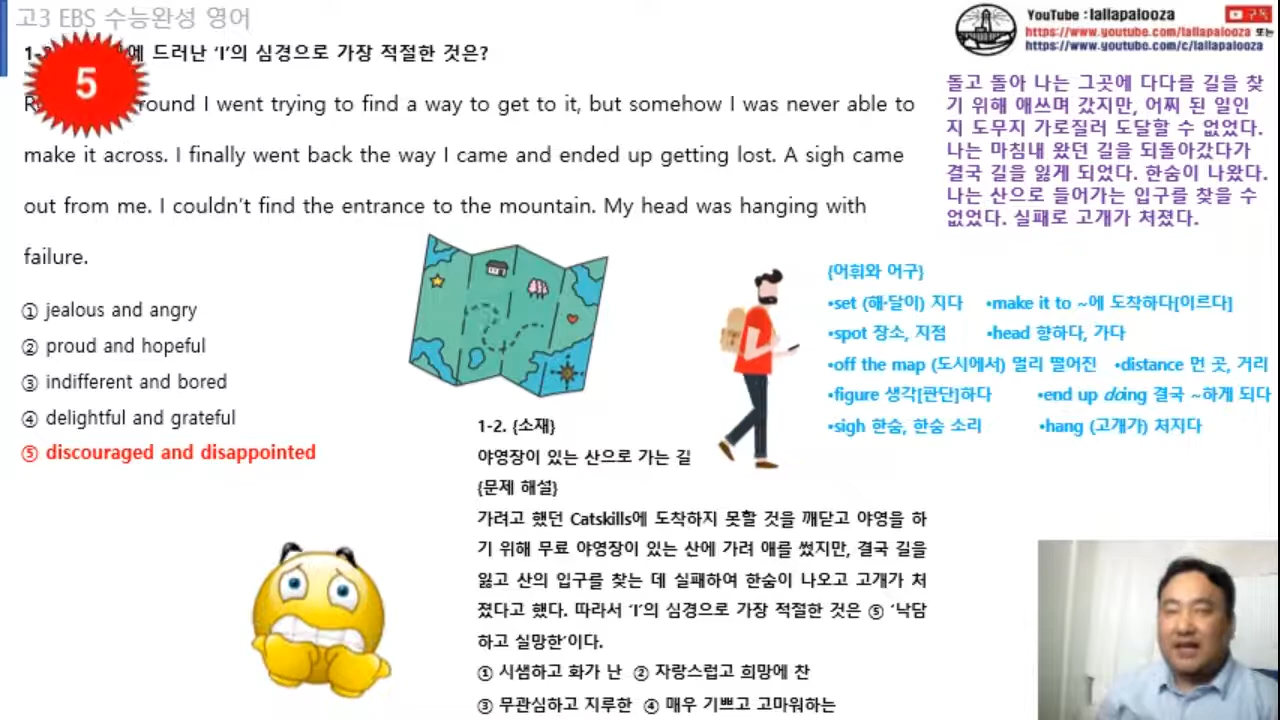 고3 EBS 수능완성 영어
YouTube : lallapalooza
구독
https://www.youtube.com/lallapalooza 또는
https://www.youtube.com/c/lallapalooza
에 드러난 ‘I’의 심경으로 가장 적절한 것은?
5
round I went trying to find a way to get to it, but somehow I was never able to
make it across. I finally went back the way I came and ended up getting lost. A sigh came
out from me. I couldn’t find the entrance to the mountain. My head was hanging with
failure.
① jealous and angry
② proud and hopeful
③ indifferent and bored
④ delightful and grateful
⑤ discouraged and disappointed
돌고 돌아 나는 그곳에 다다를 길을 찾
기 위해 애쓰며 갔지만, 어찌 된 일인
지 도무지 가로질러 도달할 수 없었다.
나는 마침내 왔던 길을 되돌아갔다가
결국 길을 잃게 되었다. 한숨이 나왔다.
나는 산으로 들어가는 입구를 찾을 수
없었다. 실패로 고개가 처졌다.
{어휘와 어구}
•set (해·달이) 지다 •make it to ~에 도착하다[이르다]
•spot 장소, 지점 •head 향하다, 가다
•off the map (도시에서) 멀리 떨어진 •distance 먼 곳, 거리
•figure 생각[판단]하다 •end up doing 결국 ~하게 되다
•sigh 한숨, 한숨 소리 •hang (고개가) 처지다
1-2. {소재}
야영장이 있는 산으로 가는 길
{문제 해설}
가려고 했던 Catskills에 도착하지 못할 것을 깨닫고 야영을 하
기 위해 무료 야영장이 있는 산에 가려 애를 썼지만, 결국 길을
잃고 산의 입구를 찾는 데 실패하여 한숨이 나오고 고개가 처
졌다고 했다. 따라서 ‘I’의 심경으로 가장 적절한 것은 ⑤ ‘낙담
하고 실망한’이다.
① 시샘하고 화가 난 ② 자랑스럽고 희망에 찬
③ 무관심하고 지루한 ④ 매우 기쁘고 고마워하는